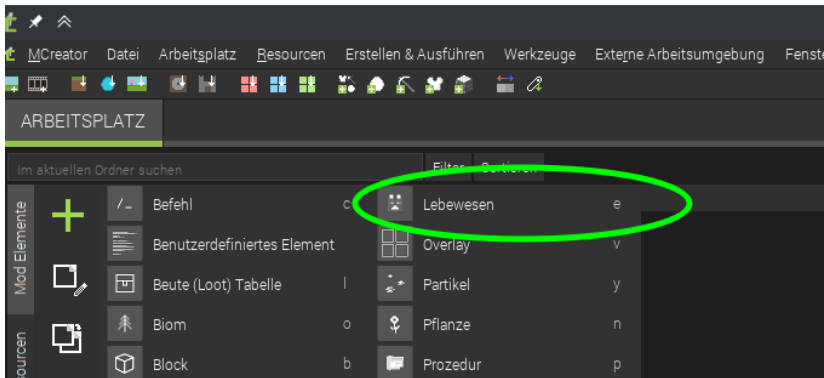 MCreator Datei Arbeitsplatz Resourcen Erstellen & Ausführen Werkzeuge Externe Arbeitsumgebung
ARBEITSPLATZ
Im aktuellen Ordner suchen Filter Sortieren
Mod Elemente
Befehl c Lebewesen e
Benutzerdefiniertes Element Overlay v
Beute (Loot) Tabelle l Partikel y
Biom o Pflanze n
Block b Prozedur p